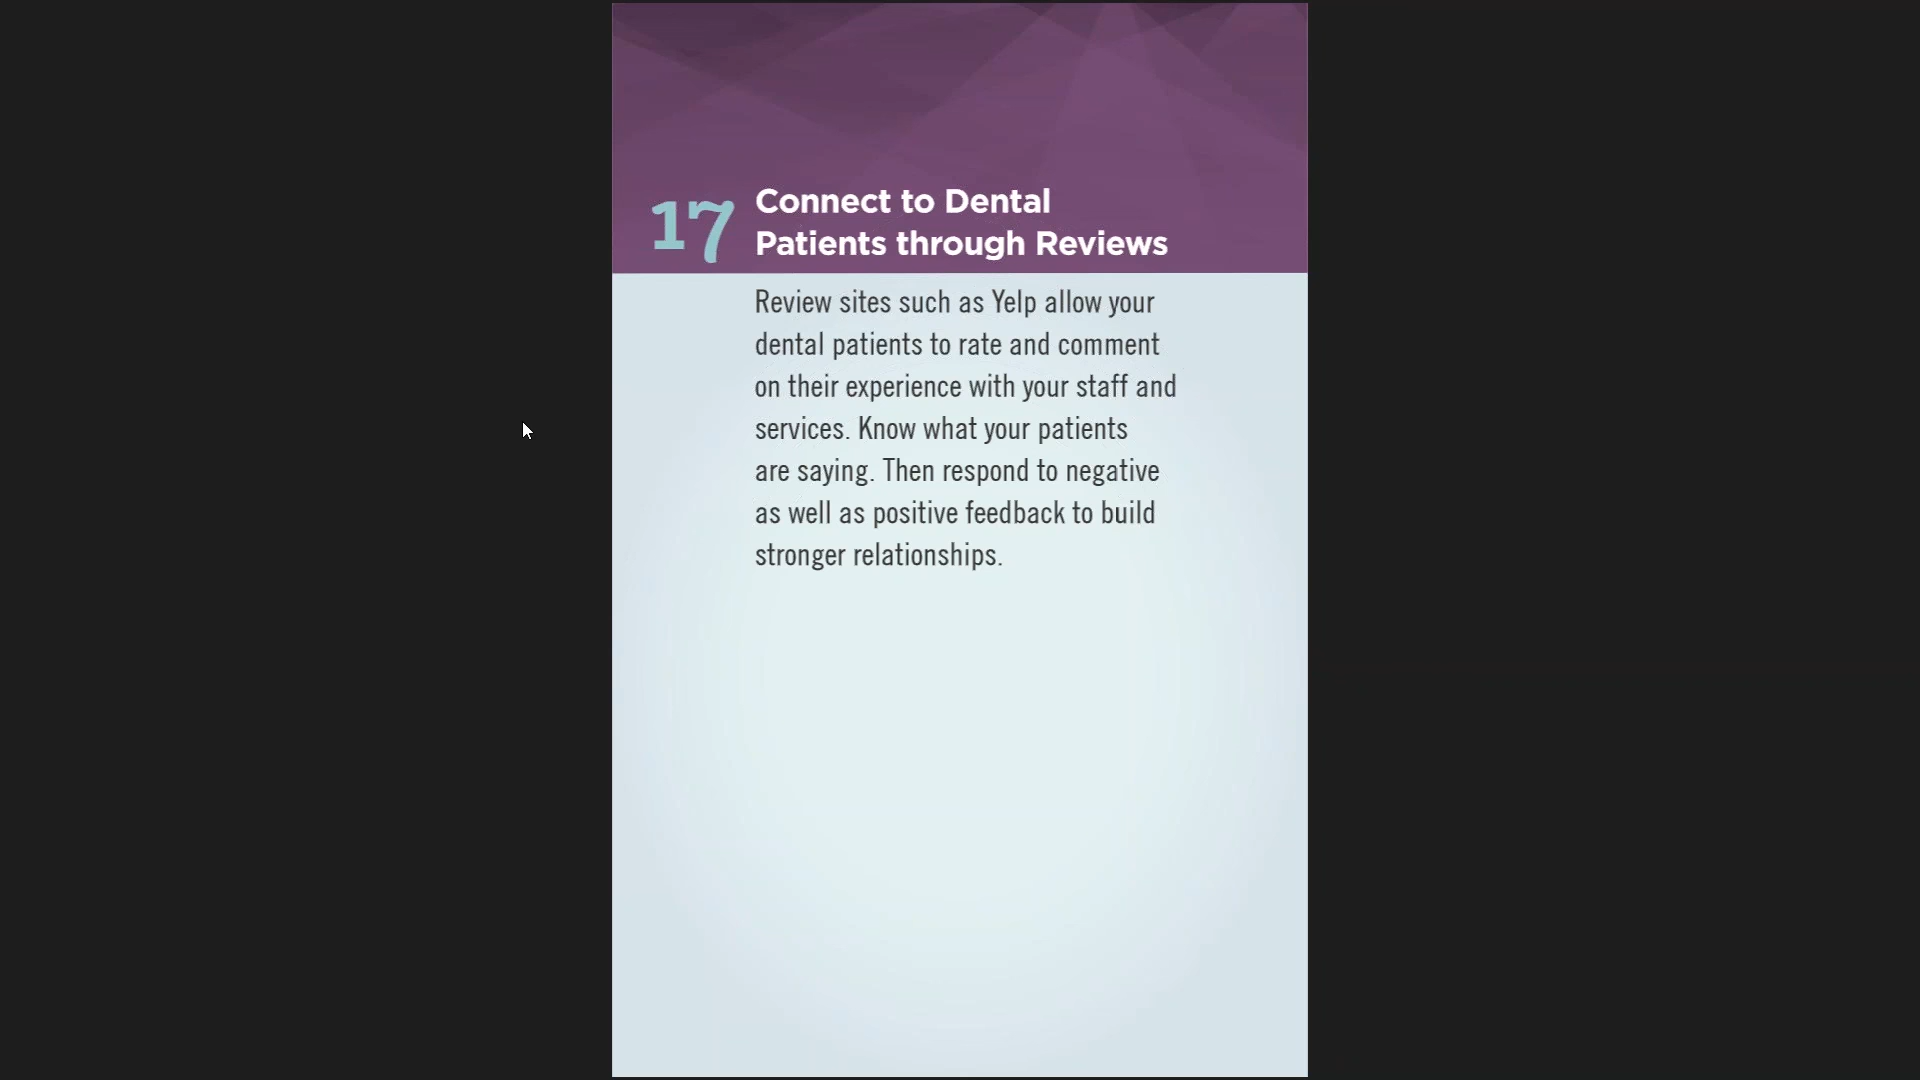 17 Connect to Dental
Patients through Reviews
Review sites such as Yelp allow your
dental patients to rate and comment
on their experience with your staff and
services. Know what your patients
are saying. Then respond to negative
as well as positive feedback to build
stronger relationships.